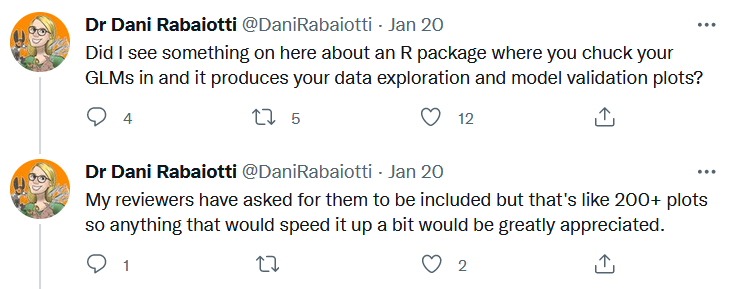 Dr Dani Rabaiotti @DaniRabaiotti · Jan 20 ···
Did I see something on here about an R package where you chuck your
GLMs in and it produces your data exploration and model validation plots?
4 5 12
Dr Dani Rabaiotti @DaniRabaiotti · Jan 20 ···
My reviewers have asked for them to be included but that's like 200+ plots
so anything that would speed it up a bit would be greatly appreciated.
1 2